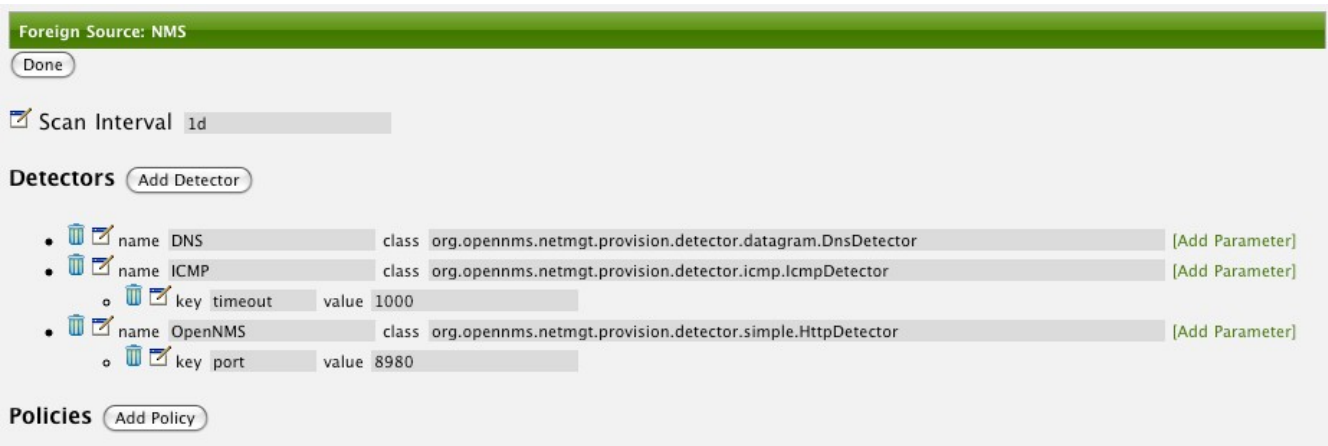 Foreign Source: NMS
Done
Scan Interval 1d
Detectors Add Detector
name DNS class org.opennms.netmgt.provision.detector.datagram.DnsDetector [Add Parameter]
name ICMP class org.opennms.netmgt.provision.detector.icmp.IcmpDetector [Add Parameter]
key timeout value 1000
name OpenNMS class org.opennms.netmgt.provision.detector.simple.HttpDetector [Add Parameter]
key port value 8980
Policies Add Policy